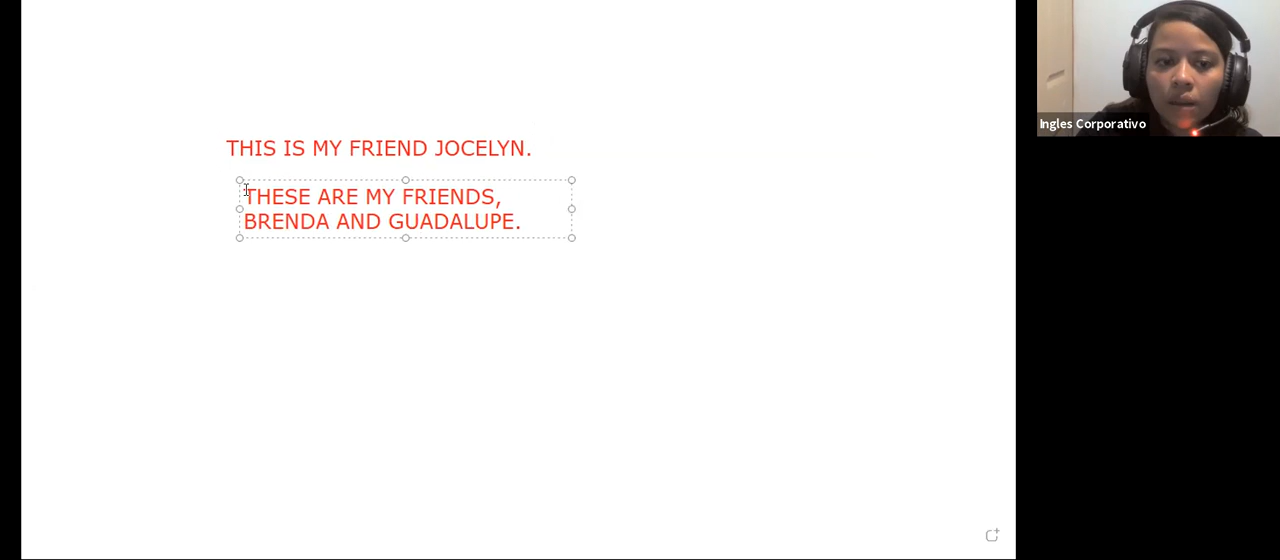 THIS IS MY FRIEND JOCELYN.
THESE ARE MY FRIENDS,
BRENDA AND GUADALUPE.
Ingles Corporativo